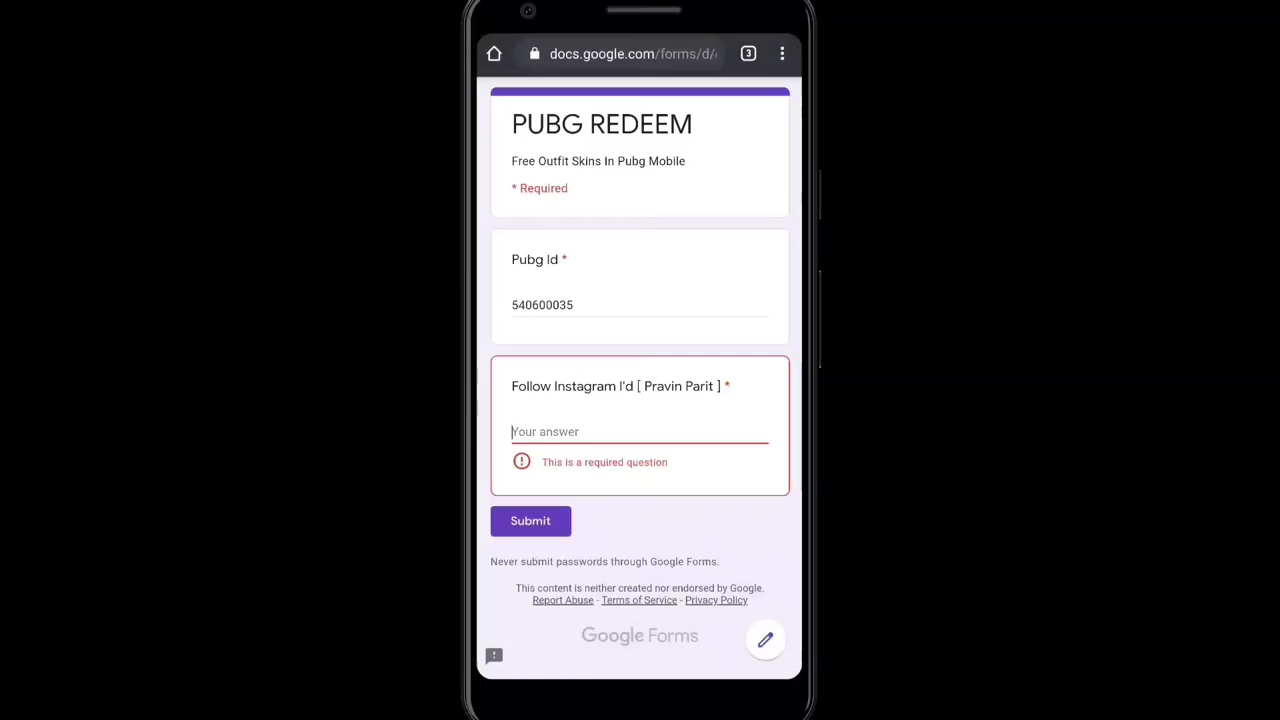 docs.google.com/forms/d/
3
PUBG REDEEM
Free Outfit Skins In Pubg Mobile
* Required
Pubg Id *
540600035
Follow Instagram I'd [ Pravin Parit ] *
Your answer
This is a required question
Submit
Never submit passwords through Google Forms.
This content is neither created nor endorsed by Google.
Report Abuse - Terms of Service - Privacy Policy
Google Forms